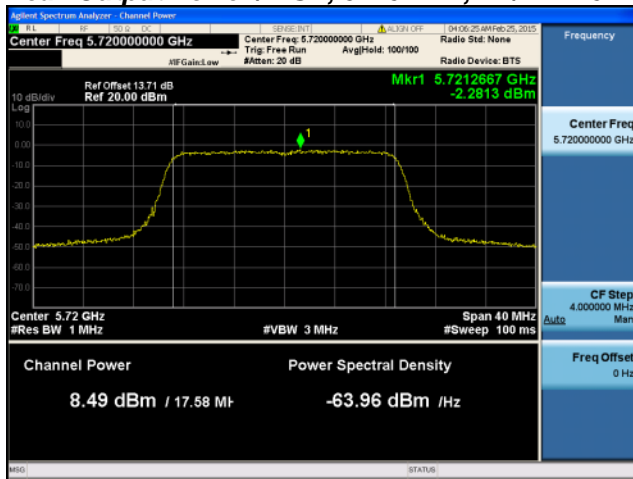 Agilent Spectrum Analyzer - Channel Power
RL RF 50 Ω DC SENSE:INT ALIGN OFF 04:06:25 AM Feb 25, 2015
Center Freq 5.720000000 GHz
Center Freq: 5.720000000 GHz
Radio Std: None
Trig: Free Run Avg|Hold: 100/100
#IFGain:Low #Atten: 20 dB Radio Device: BTS
Ref Offset 13.71 dB
10 dB/div Ref 20.00 dBm
Mkr1 5.7212667 GHz
-2.2813 dBm
Log
10.0
0.00
-10.0
-20.0
-30.0
-40.0
-50.0
-60.0
-70.0
1
Center 5.72 GHz Span 40 MHz
#Res BW 1 MHz #VBW 3 MHz #Sweep 100 ms
Channel Power Power Spectral Density
8.49 dBm / 17.58 MH -63.96 dBm /Hz
MSG STATUS
Frequency
Center Freq
5.720000000 GHz
CF Step
4.000000 MHz
Auto Man
Freq Offset
0 Hz